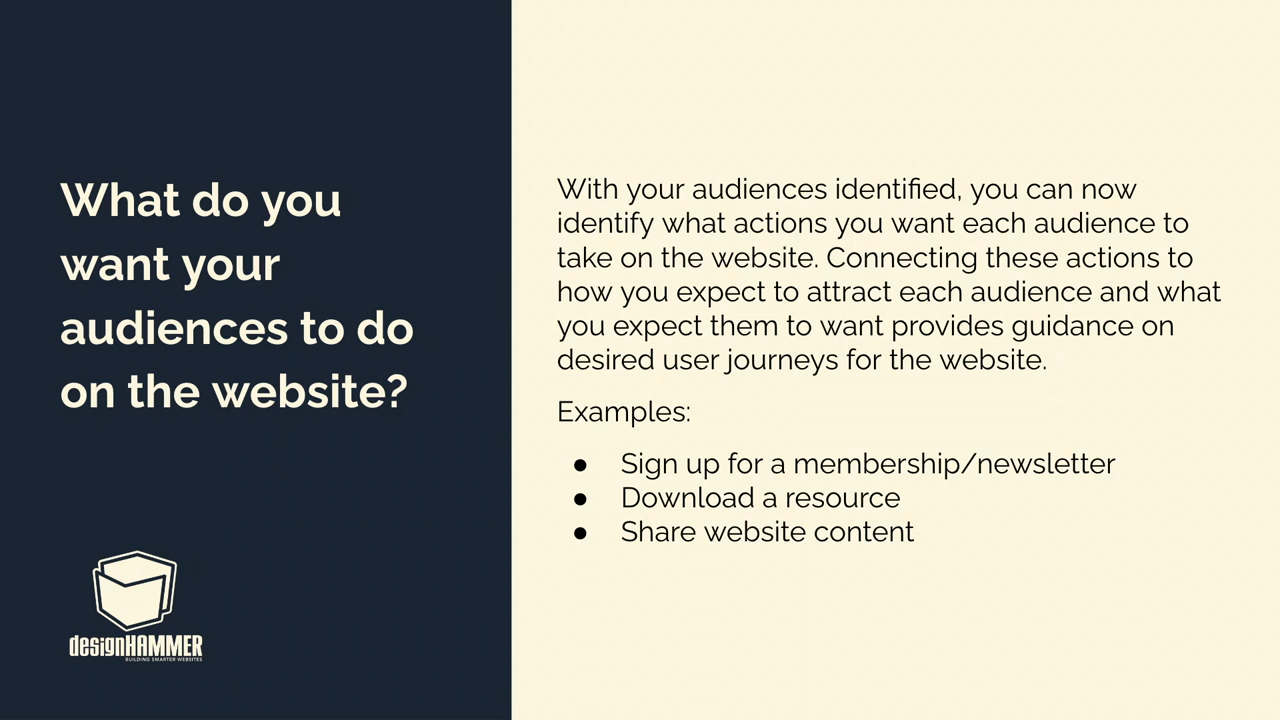 What do you
want your
audiences to do
on the website?
designHAMMER
BUILDING SMARTER WEBSITES
With your audiences identified, you can now
identify what actions you want each audience to
take on the website. Connecting these actions to
how you expect to attract each audience and what
you expect them to want provides guidance on
desired user journeys for the website.
Examples:
● Sign up for a membership/newsletter
● Download a resource
● Share website content